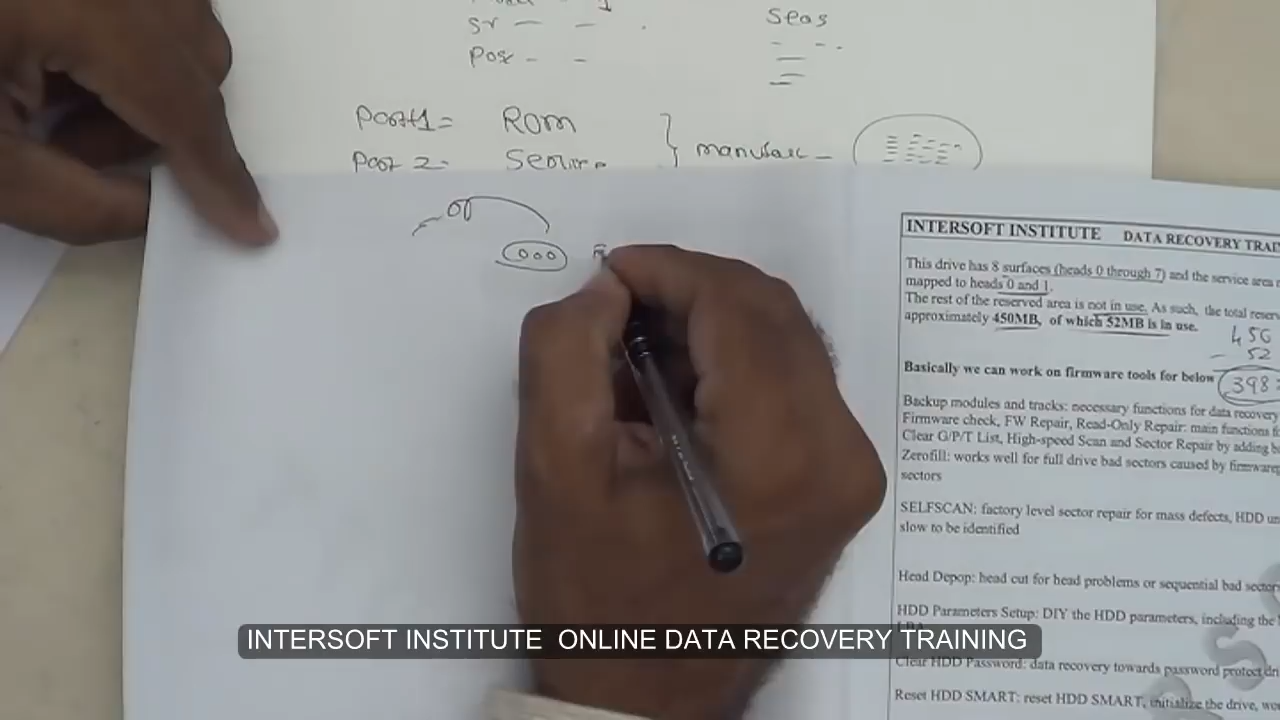 Sr
Seas
Part 1 = ROM
Part 2 -
INTERSOFT INSTITUTE DATA RECOVERY
This drive has 8 surfaces (heads 0 through 7) and the service area
mapped to heads 0 and 1.
The rest of the reserved area is not in use. As such, the total
approximately 450MB, of which 52MB is in use.
450
- 52
398
Basically we can work on firmware tools for below
Backup modules and tracks: necessary functions for data recovery
Firmware check, FW Repair, Read-Only Repair: main functions
Clear G/P/T List, High-speed Scan and Sector Repair by adding
Zerofill: works well for full drive bad sectors caused by
sectors
SELFSCAN: factory level sector repair for mass defects, HDD
slow to be identified
Head Depop: head cut for head problems or sequential bad
HDD Parameters Setup: DIY the HDD parameters, including the
Clear HDD Password: data recovery towards password
Reset HDD SMART: reset HDD SMART, initialize the drive,
INTERSOFT INSTITUTE ONLINE DATA RECOVERY TRAINING